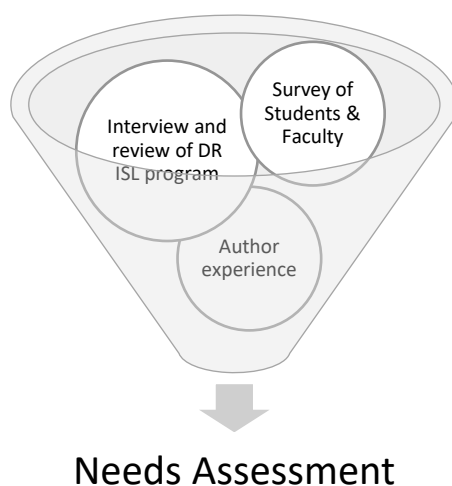 Survey of
Students &
Faculty
Interview and
review of DR
ISL program
Author
experience
Needs Assessment